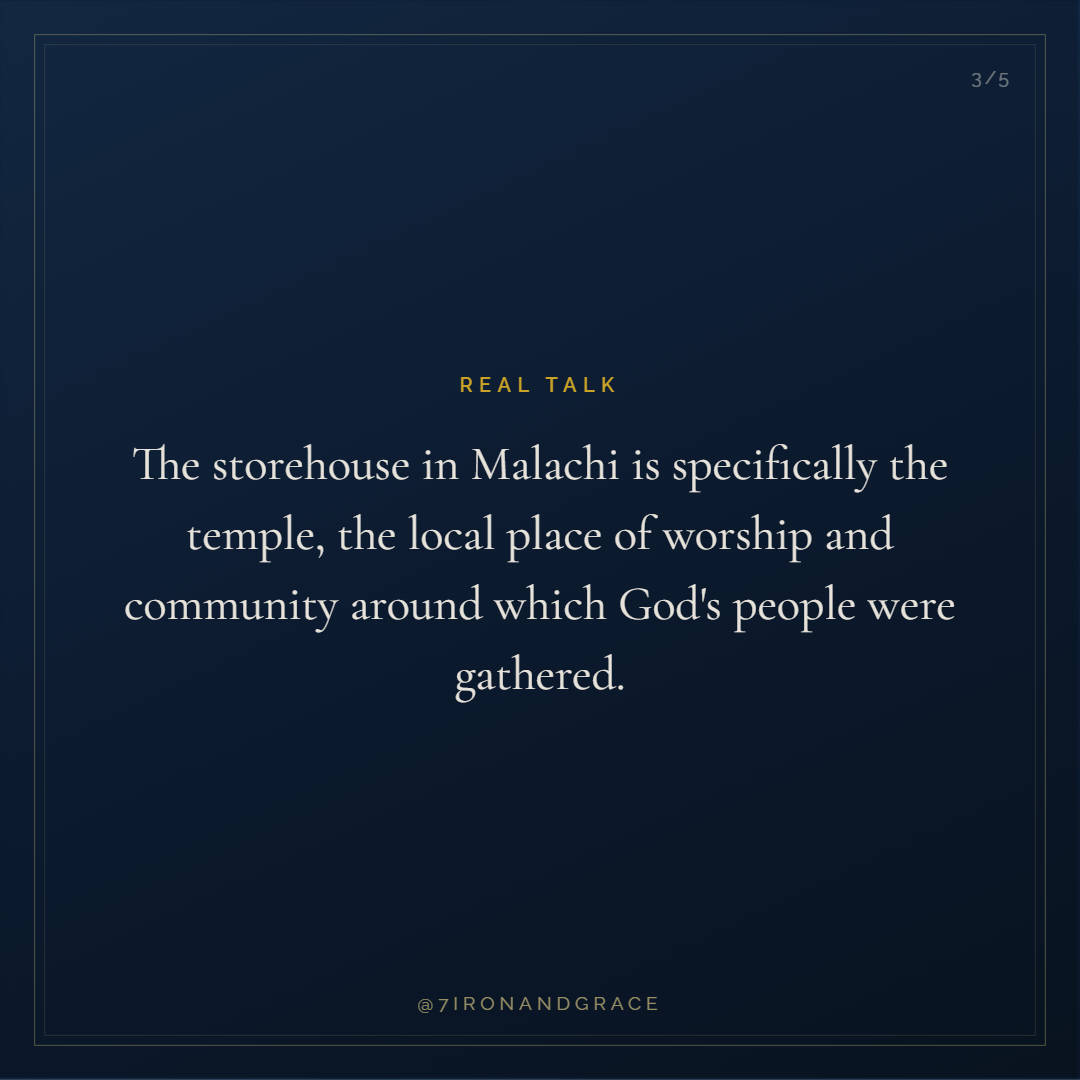 3/5
REAL TALK
The storehouse in Malachi is specifically the
temple, the local place of worship and
community around which God's people were
gathered.
@7IRONANDGRACE